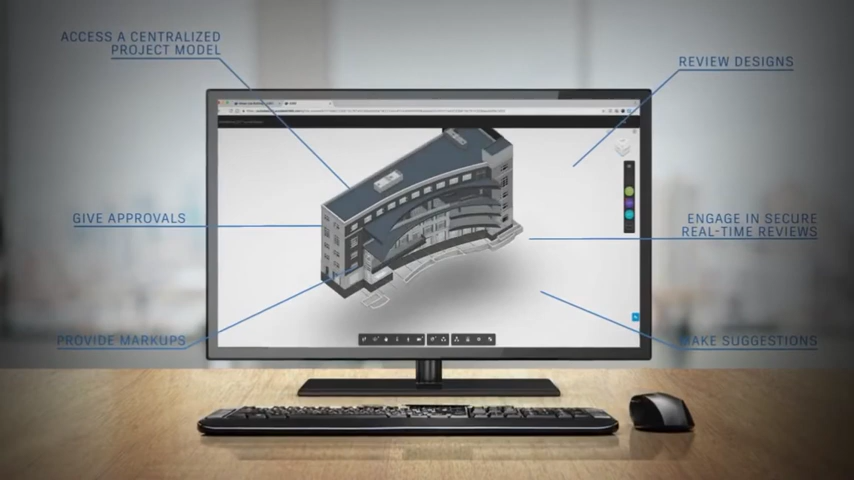 ACCESS A CENTRALIZED
PROJECT MODEL
REVIEW DESIGNS
GIVE APPROVALS
ENGAGE IN SECURE
REAL-TIME REVIEWS
PROVIDE MARKUPS
MAKE SUGGESTIONS